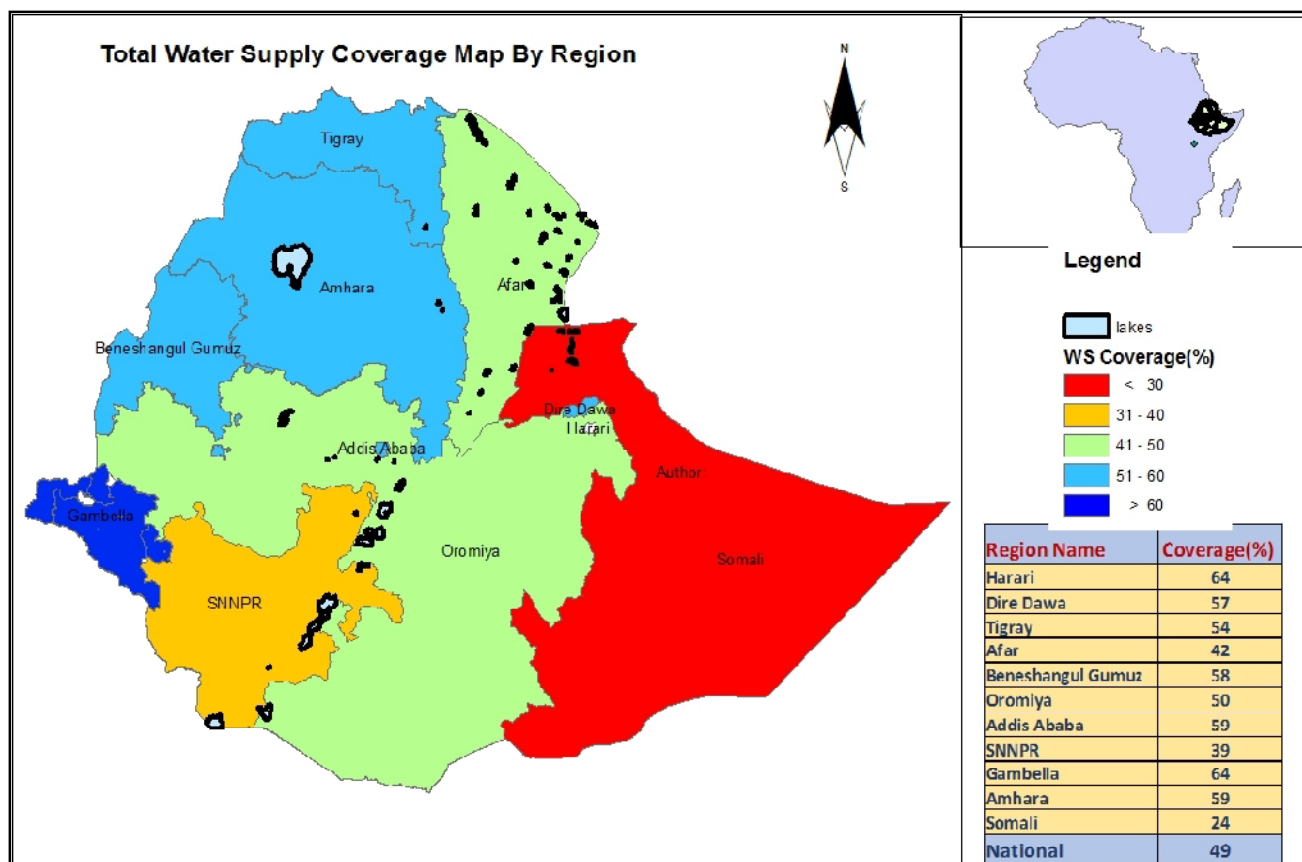 Total Water Supply Coverage Map By Region
N
S
Tigray
Afar
Amhara
Beneshangul Gumuz
Dire Dawa
Harari
Addis Ababa
Author:
Gambella
Oromiya
Somali
SNNPR
Legend
lakes
WS Coverage(%)
< 30
31 - 40
41 - 50
51 - 60
> 60
Region Name Coverage(%)
Harari 64
Dire Dawa 57
Tigray 54
Afar 42
Beneshangul Gumuz 58
Oromiya 50
Addis Ababa 59
SNNPR 39
Gambella 64
Amhara 59
Somali 24
National 49